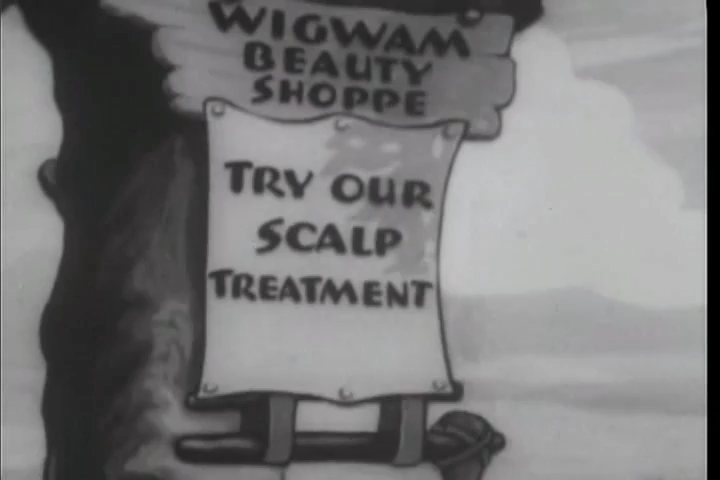 WIGWAM
BEAUTY
SHOPPE
TRY OUR
SCALP
TREATMENT